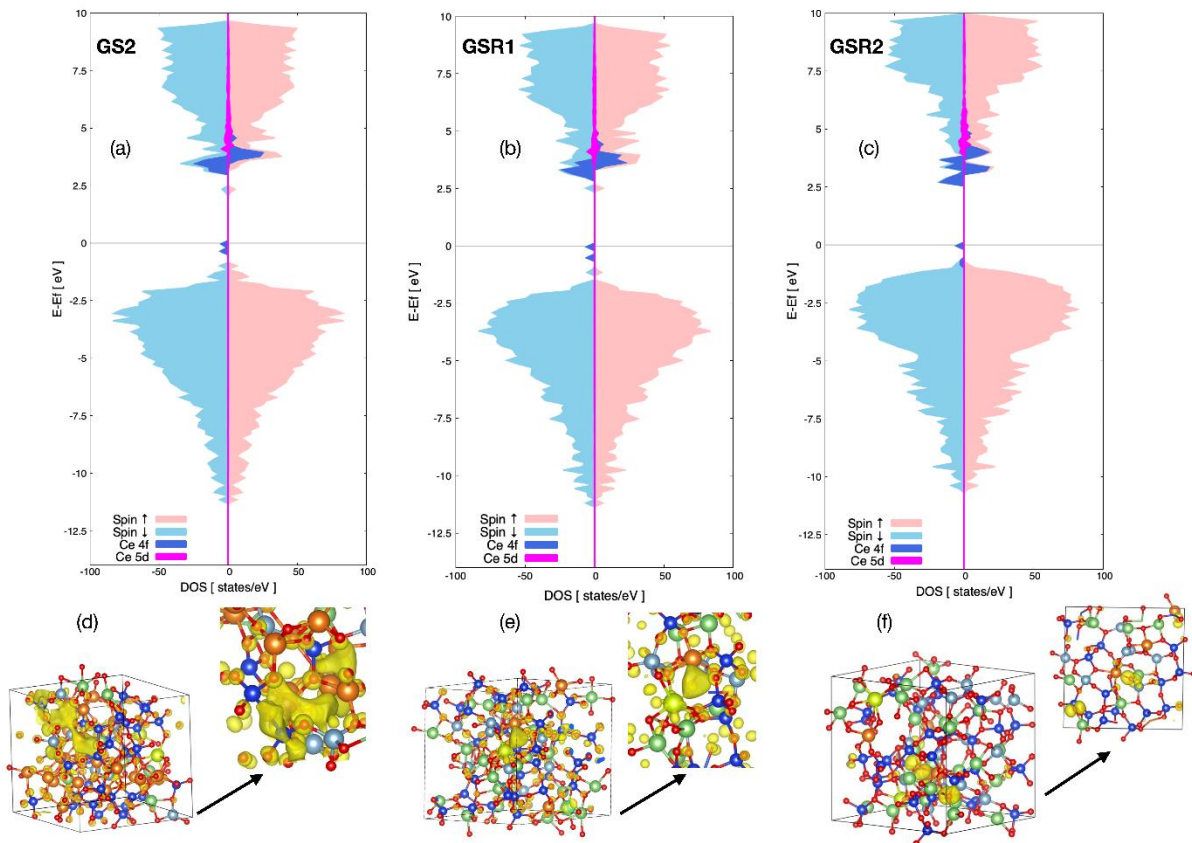 GS2
(a)
E-Ef [ eV ]
10
7.5
5
2.5
0
-2.5
-5
-7.5
-10
-12.5
Spin ↑
Spin ↓
Ce 4f
Ce 5d
-100 -50 0 50 100
DOS [ states/eV ]
GSR1
(b)
E-Ef [ eV ]
10
7.5
5
2.5
0
-2.5
-5
-7.5
-10
-12.5
Spin ↑
Spin ↓
Ce 4f
Ce 5d
-100 -50 0 50 100
DOS [ states/eV ]
GSR2
(c)
E-Ef [ eV ]
10
7.5
5
2.5
0
-2.5
-5
-7.5
-10
-12.5
Spin ↑
Spin ↓
Ce 4f
Ce 5d
-100 -50 0 50 100
DOS [ states/eV ]
(d)
(e)
(f)